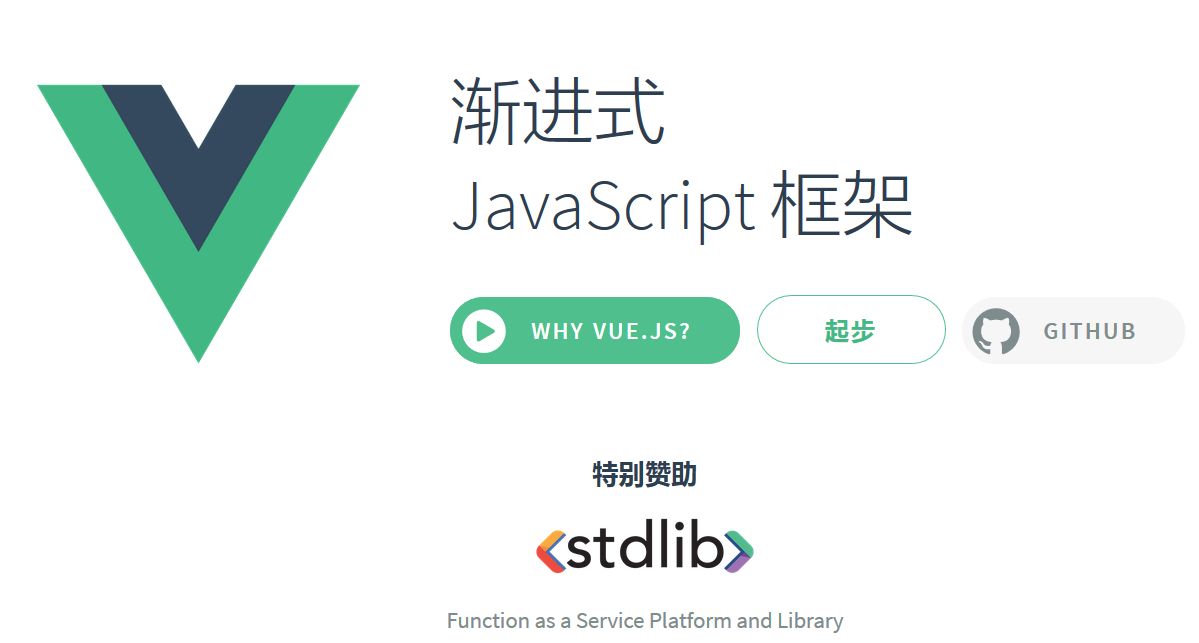 渐进式
JavaScript 框架
WHY VUE.JS?
起步
GITHUB
特别赞助
<stdlib>
Function as a Service Platform and Library